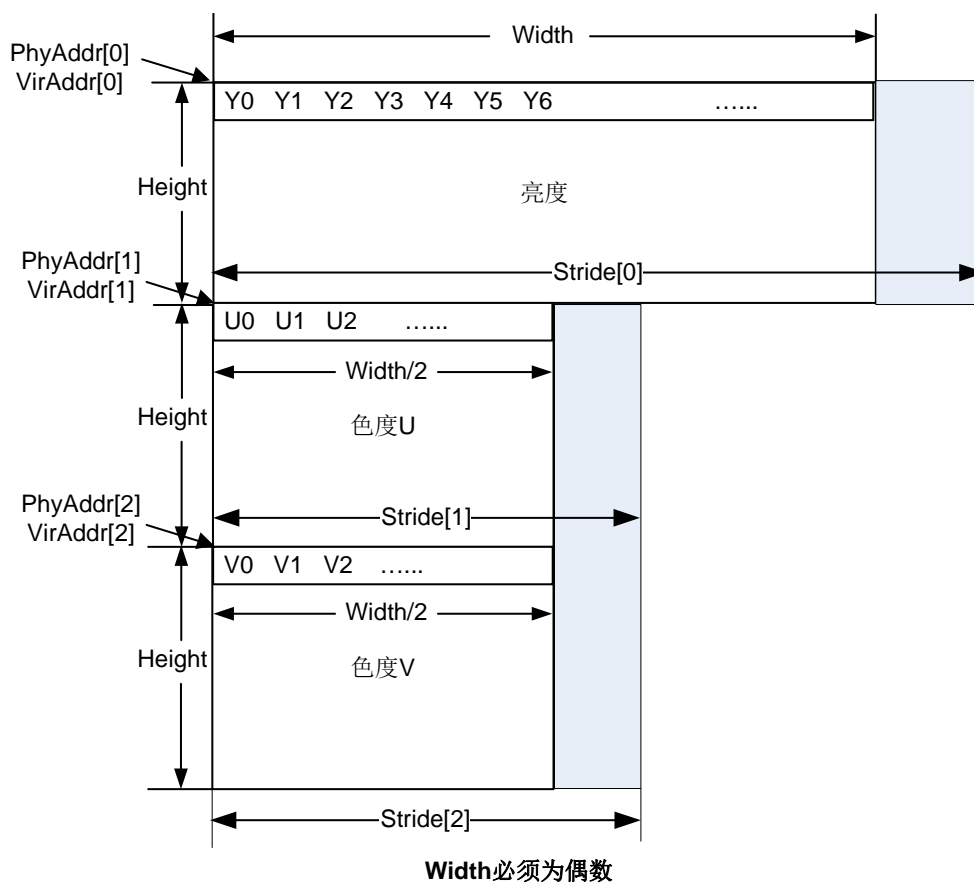 Width
PhyAddr[0]
VirAddr[0]
Y0 Y1 Y2 Y3 Y4 Y5 Y6 …...
Height
亮度
PhyAddr[1]
VirAddr[1]
Stride[0]
U0 U1 U2 …...
Width/2
Height
色度U
PhyAddr[2]
VirAddr[2]
Stride[1]
V0 V1 V2 …...
Width/2
Height
色度V
Stride[2]
Width必须为偶数